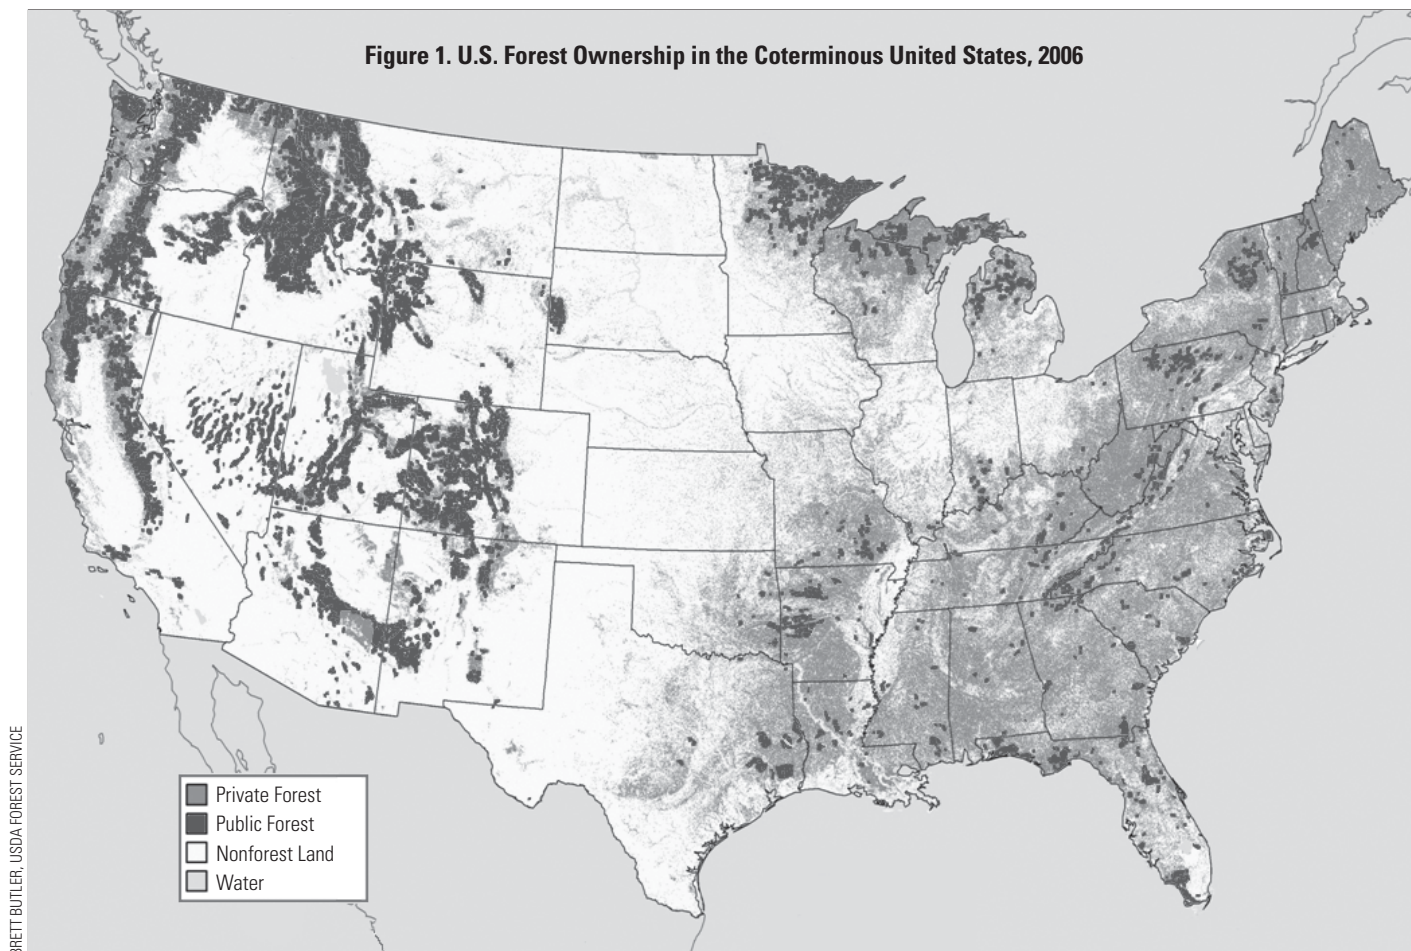 Figure 1. U.S. Forest Ownership in the Coterminous United States, 2006
Private Forest
Public Forest
Nonforest Land
Water
BRETT BUTLER, USDA FOREST SERVICE